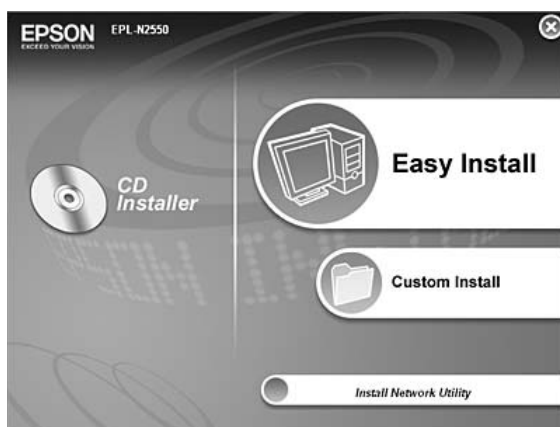 EPSON
EXCEED YOUR VISION
EPL-N2550
CD
Installer
Easy Install
Custom Install
Install Network Utility